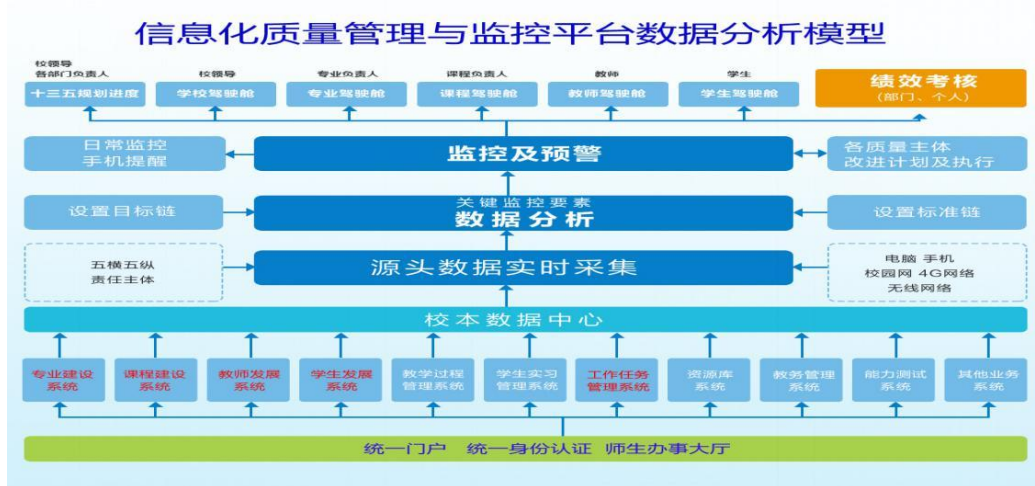 信息化质量管理与监控平台数据分析模型
校领导
各部门负责人 校领导 专业负责人 课程负责人 教师 学生
十三五规划进度 学校驾驶舱 专业驾驶舱 课程驾驶舱 教师驾驶舱 学生驾驶舱
绩效考核
(部门、个人)
日常监控
手机提醒
监控及预警
各质量主体
改进计划及执行
设置目标链
关键监控要素
数据分析
设置标准链
五横五纵
责任主体
源头数据实时采集
电脑 手机
校园网 4G网络
无线网络
校本数据中心
专业建设
系统
课程建设
系统
教师发展
系统
学生发展
系统
教学过程
管理系统
学生实习
管理系统
工作任务
管理系统
资源库
系统
教务管理
系统
能力测试
系统
其他业务
系统
统一门户 统一身份认证 师生办事大厅